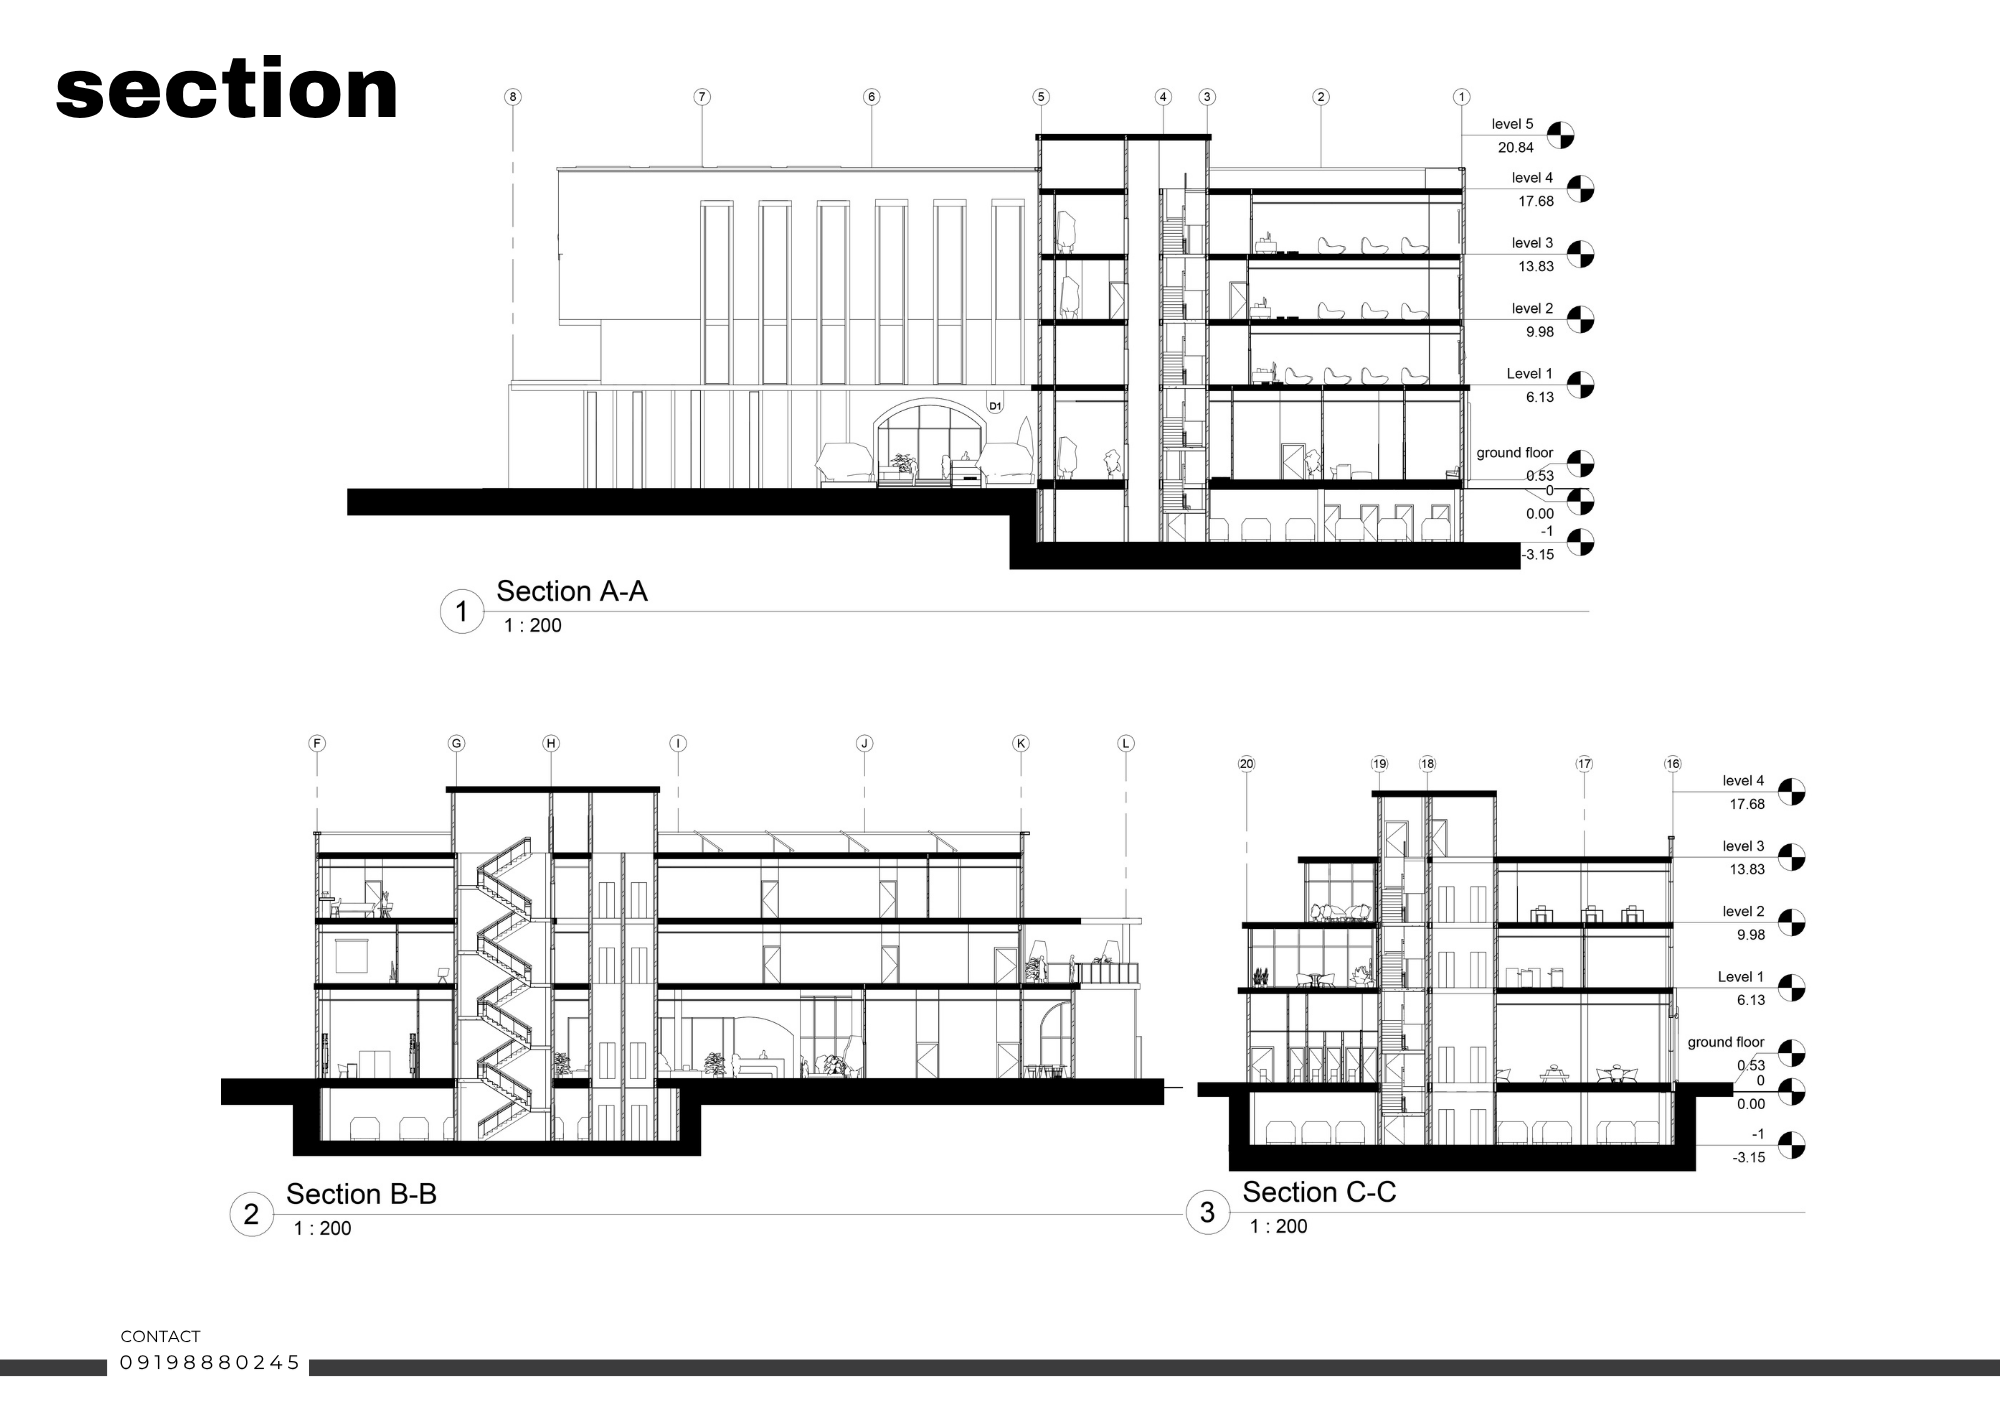 section
8 7 6 5 4 3 2 1
level 5
20.84
level 4
17.68
level 3
13.83
level 2
9.98
Level 1
6.13
D1
ground floor
0.53
0
0.00
-1
-3.15
1 Section A-A
1 : 200
F G H I J K L
2 Section B-B
1 : 200
20 19 18 17 16
level 4
17.68
level 3
13.83
level 2
9.98
Level 1
6.13
ground floor
0.53
0
0.00
-1
-3.15
3 Section C-C
1 : 200
CONTACT
09198880245